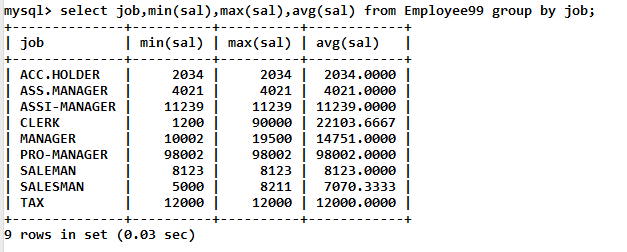 mysql> select job,min(sal),max(sal),avg(sal) from Employee99 group by job;
+--------------+----------+----------+------------+
| job          | min(sal) | max(sal) | avg(sal)   |
+--------------+----------+----------+------------+
| ACC.HOLDER   |     2034 |     2034 |  2034.0000 |
| ASS.MANAGER  |     4021 |     4021 |  4021.0000 |
| ASSI-MANAGER |    11239 |    11239 | 11239.0000 |
| CLERK        |     1200 |    90000 | 22103.6667 |
| MANAGER      |    10002 |    19500 | 14751.0000 |
| PRO-MANAGER  |    98002 |    98002 | 98002.0000 |
| SALEMAN      |     8123 |     8123 |  8123.0000 |
| SALESMAN     |     5000 |     8211 |  7070.3333 |
| TAX          |    12000 |    12000 | 12000.0000 |
+--------------+----------+----------+------------+
9 rows in set (0.03 sec)